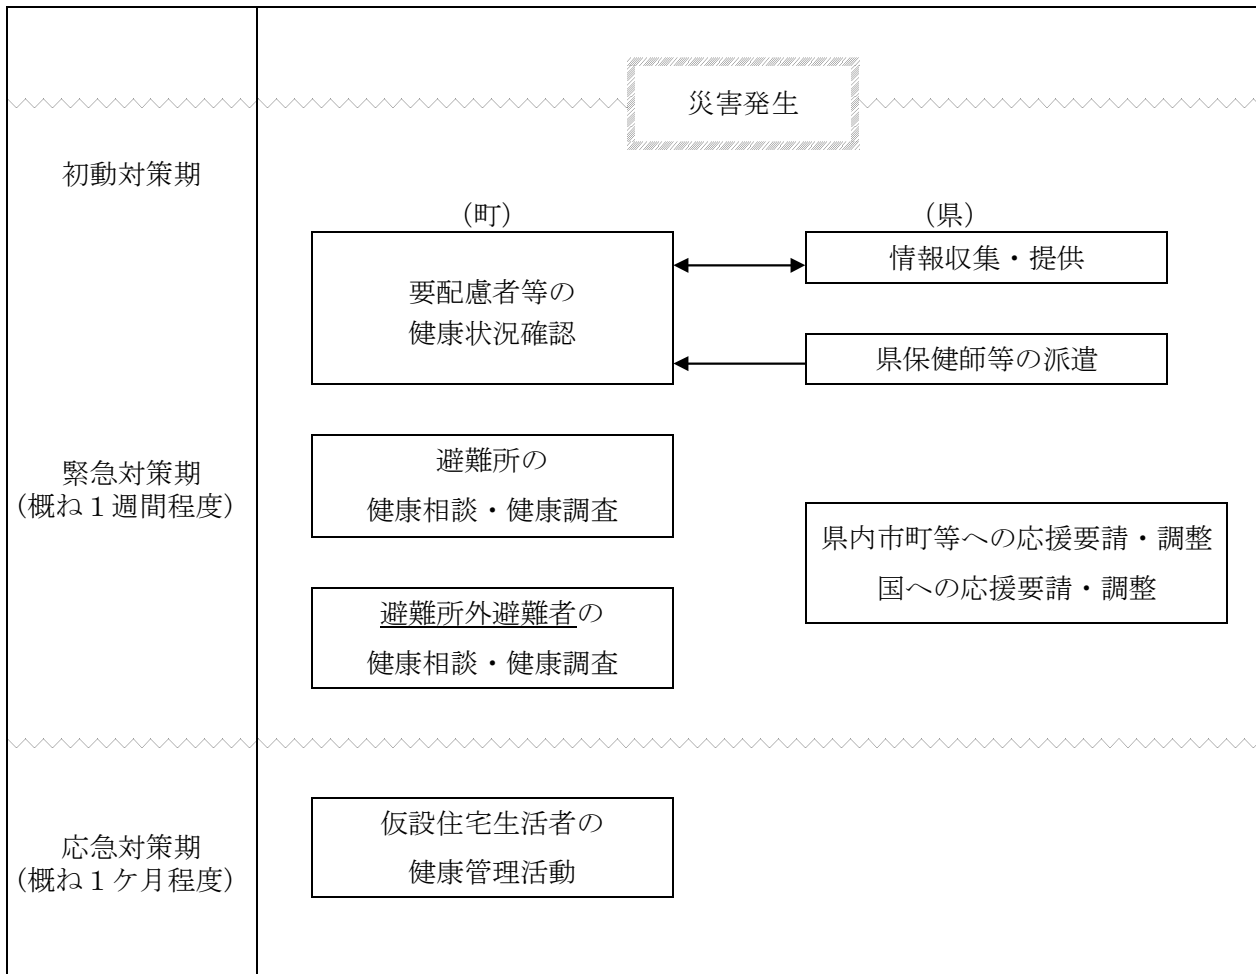 災害発生
初動対策期
(町)
(県)
要配慮者等の
健康状況確認
情報収集・提供
県保健師等の派遣
緊急対策期
(概ね１週間程度)
避難所の
健康相談・健康調査
県内市町等への応援要請・調整
国への応援要請・調整
避難所外避難者の
健康相談・健康調査
応急対策期
(概ね１ケ月程度)
仮設住宅生活者の
健康管理活動